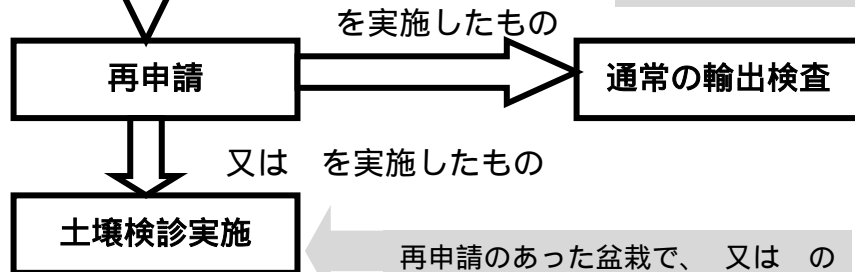 を実施したもの
再申請
通常の輸出検査
又は　を実施したもの
土壌検診実施
再申請のあった盆栽で、　又は　の